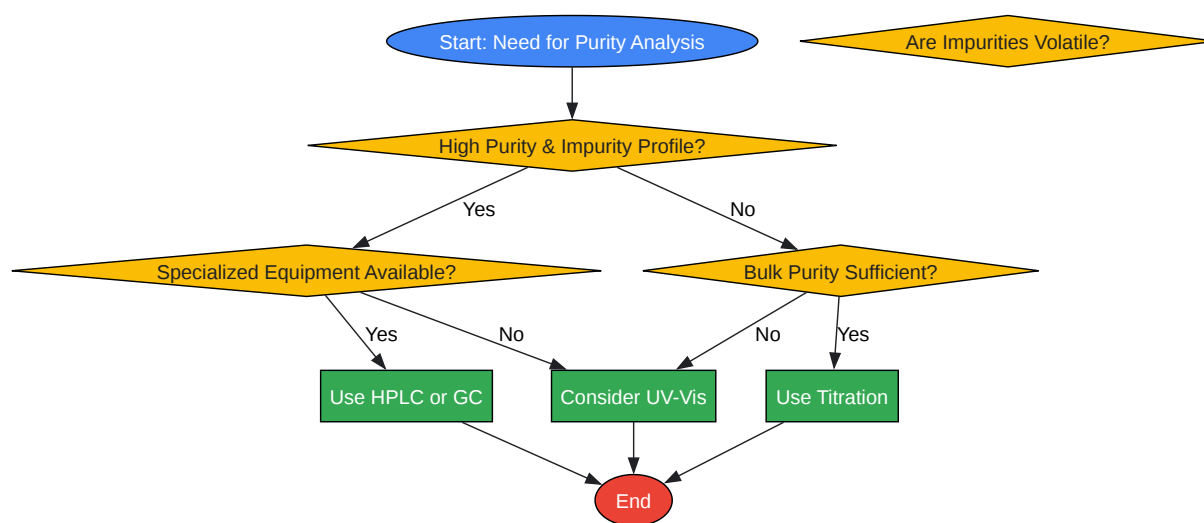 Start: Need for Purity Analysis
Are Impurities Volatile?
High Purity & Impurity Profile?
Yes
No
Specialized Equipment Available?
Bulk Purity Sufficient?
Yes
No
No
Yes
Use HPLC or GC
Consider UV-Vis
Use Titration
End